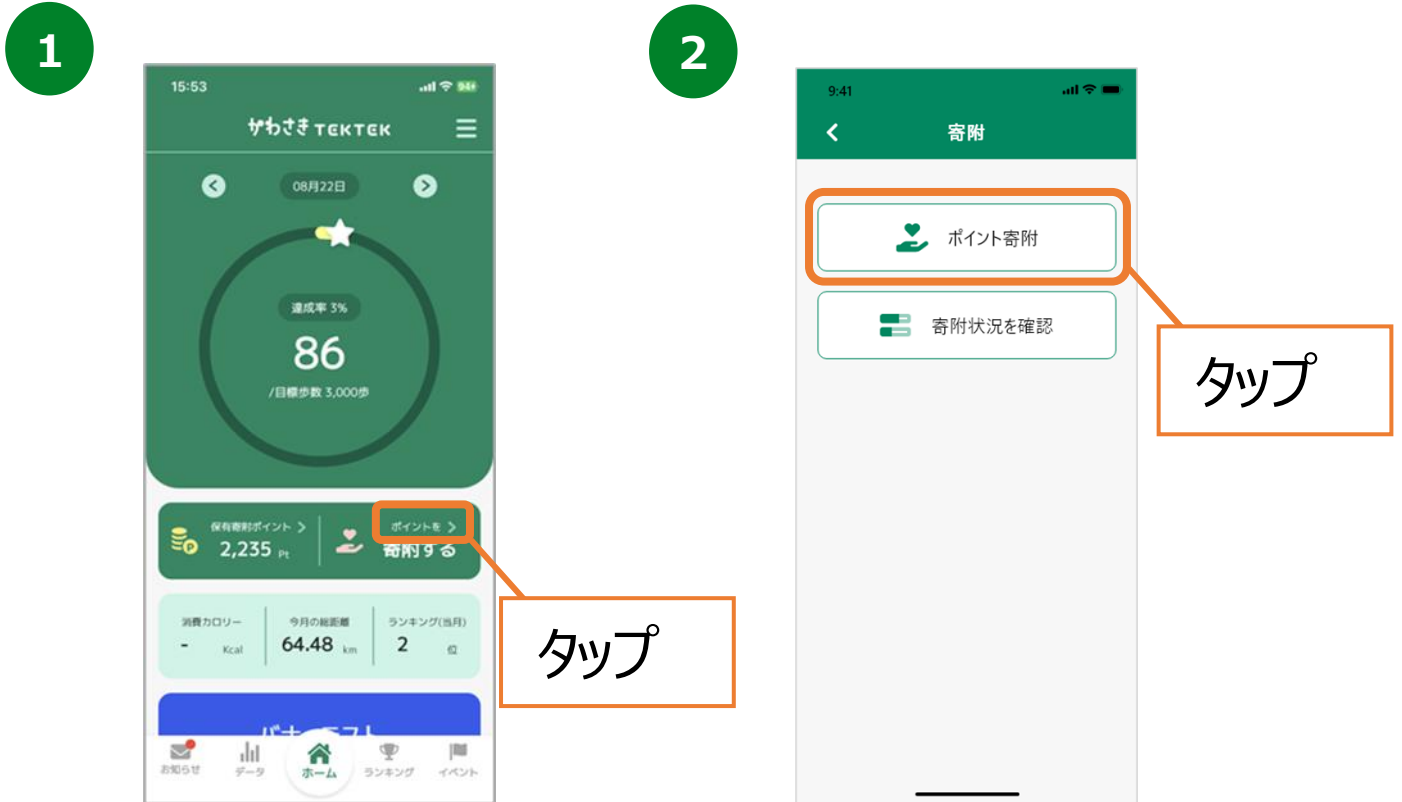 1
15:53
94
かわさき TEKTEK
08月22日
達成率 3%
86
/目標歩数 3,000歩
保有寄附ポイント
2,235 Pt
ポイントを
寄附する
消費カロリー
- Kcal
今月の総距離
64.48 km
ランキング(当月)
2 位
タップ
お知らせ
データ
ホーム
ランキング
イベント
2
9:41
寄附
ポイント寄附
寄附状況を確認
タップ